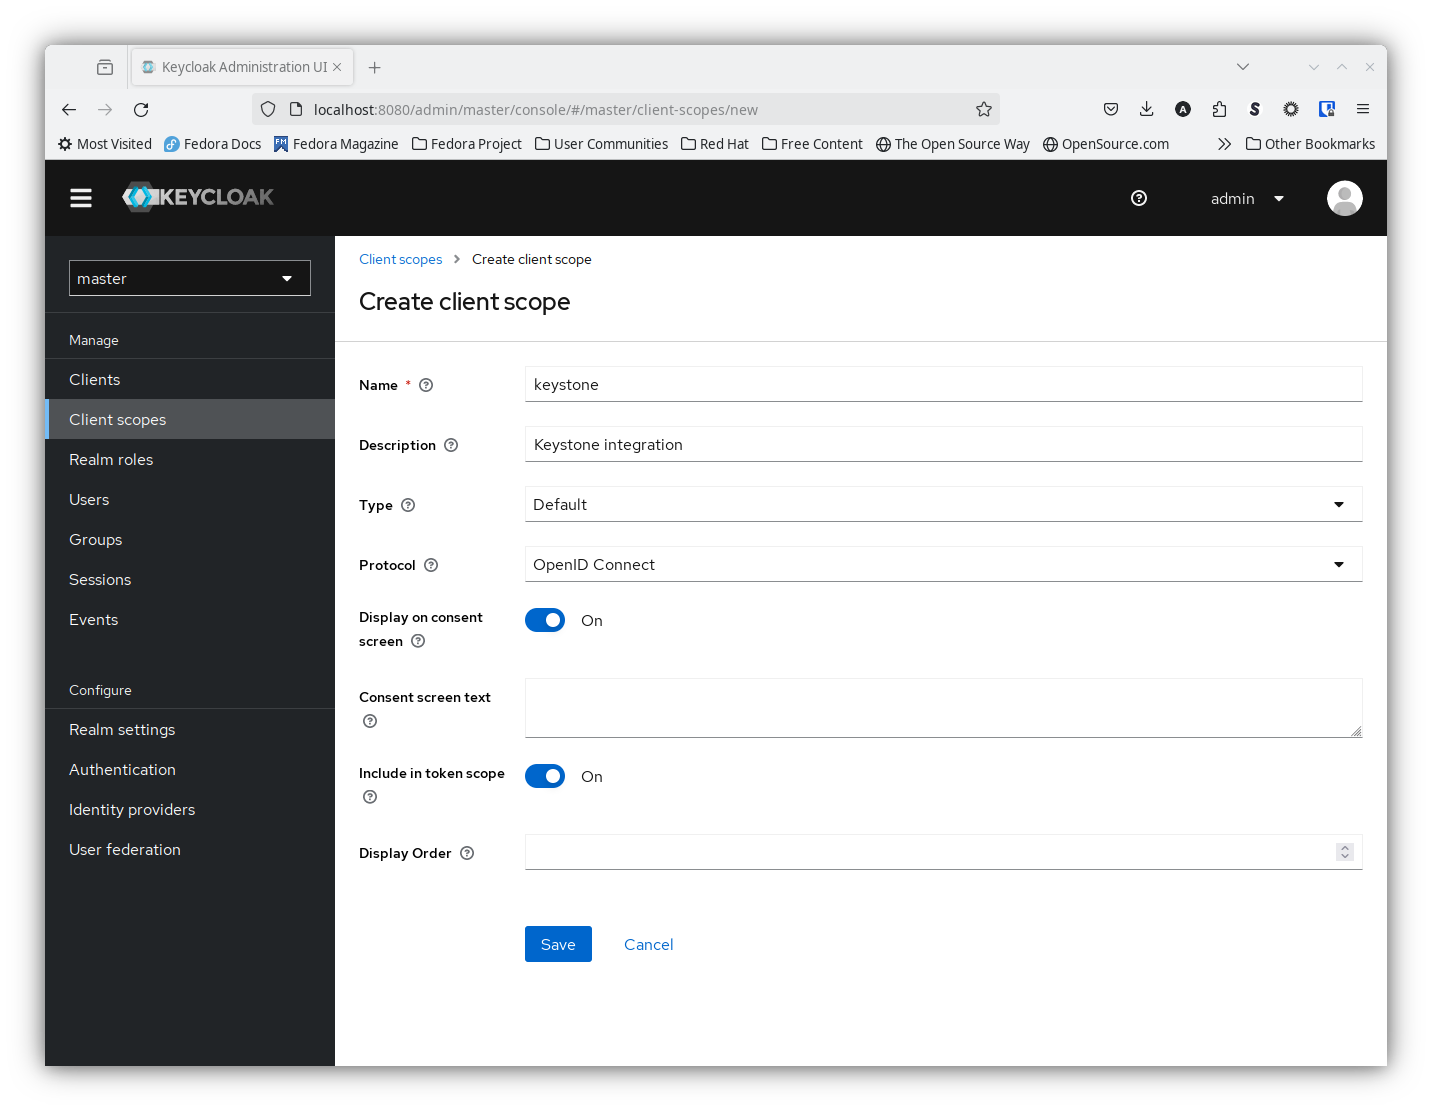 Keycloak Administration UI
localhost:8080/admin/master/console/#/master/client-scopes/new
Most Visited Fedora Docs Fedora Magazine Fedora Project User Communities Red Hat Free Content The Open Source Way OpenSource.com Other Bookmarks
KEYCLOAK admin
master
Manage
Clients
Client scopes
Realm roles
Users
Groups
Sessions
Events
Configure
Realm settings
Authentication
Identity providers
User federation
Client scopes Create client scope
Create client scope
Name * keystone
Description Keystone integration
Type Default
Protocol OpenID Connect
Display on consent
screen On
Consent screen text
Include in token scope On
Display Order
Save Cancel